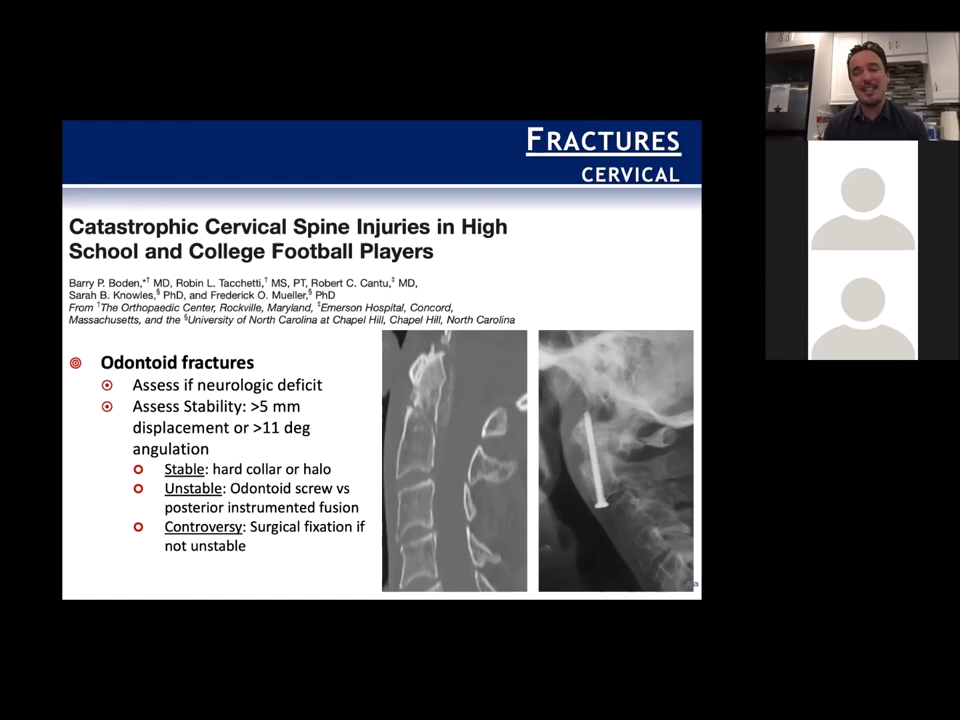 FRACTURES
CERVICAL
Catastrophic Cervical Spine Injuries in High
School and College Football Players
Barry P. Boden,*† MD, Robin L. Tacchetti,† MS, PT, Robert C. Cantu,‡ MD,
Sarah B. Knowles,§ PhD, and Frederick O. Mueller,§ PhD
From †The Orthopaedic Center, Rockville, Maryland, ‡Emerson Hospital, Concord,
Massachusetts, and the §University of North Carolina at Chapel Hill, Chapel Hill, North Carolina
Odontoid fractures
Assess if neurologic deficit
Assess Stability: >5 mm
displacement or >11 deg
angulation
Stable: hard collar or halo
Unstable: Odontoid screw vs
posterior instrumented fusion
Controversy: Surgical fixation if
not unstable